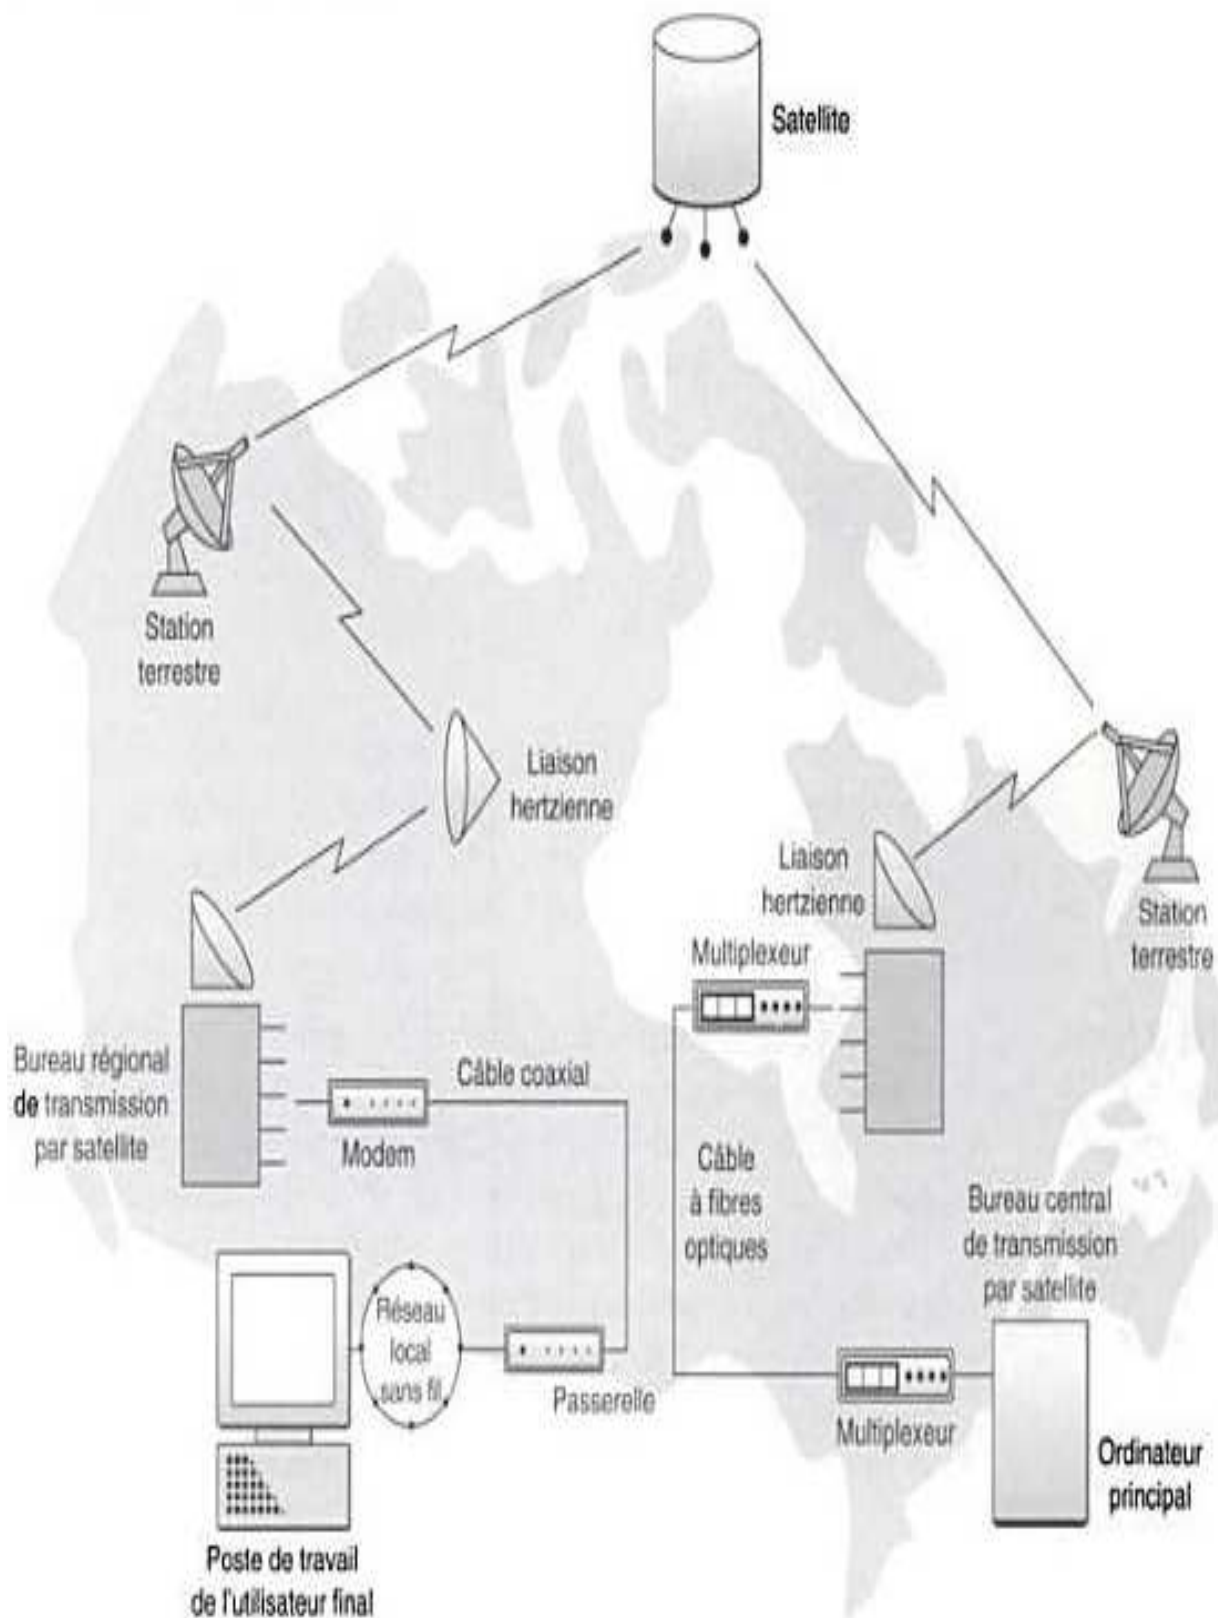 Satellite
Station
terrestre
Liaison
hertzienne
Liaison
hertzienne
Station
terrestre
Multiplexeur
Bureau régional
de transmission
par satellite
Modem
Câble coaxial
Câble
à fibres
optiques
Bureau central
de transmission
par satellite
Réseau
local
sans fil
Passerelle
Multiplexeur
Ordinateur
principal
Poste de travail
de l'utilisateur final